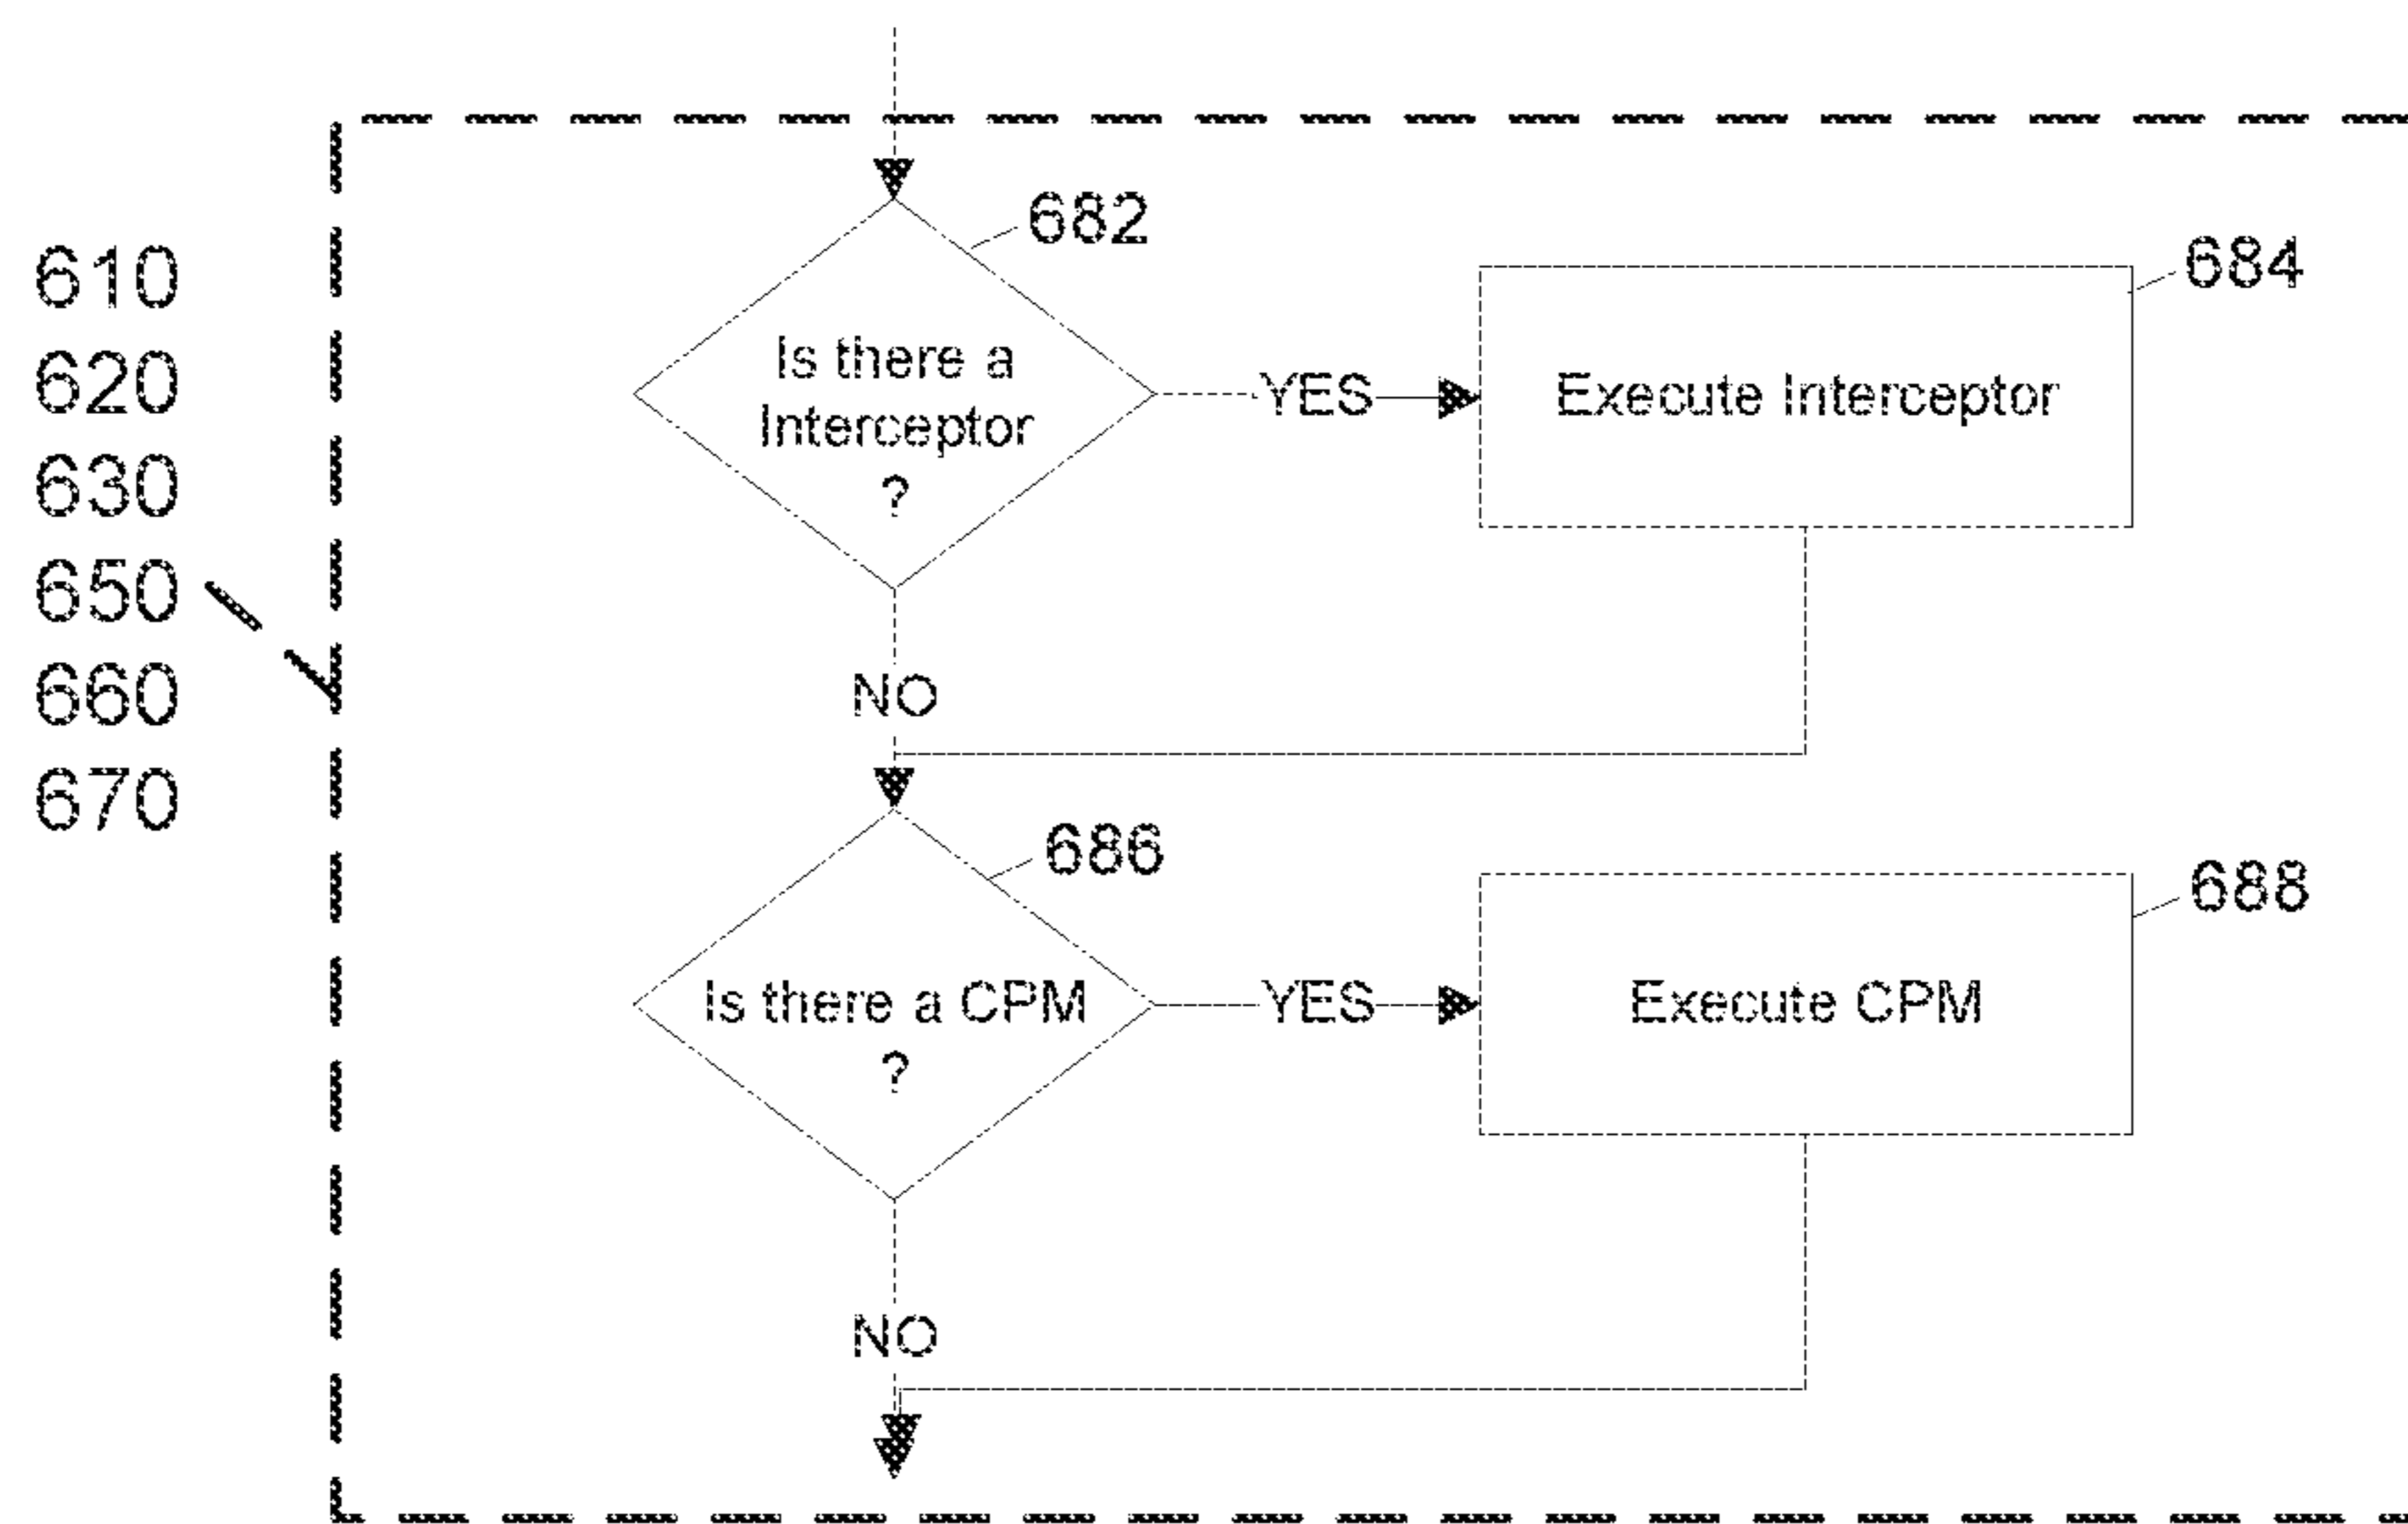 682
684
610
620
630
650
660
670
Is there a
Interceptor
?
YES
Execute Interceptor
NO
686
688
Is there a CPM
?
YES
Execute CPM
NO